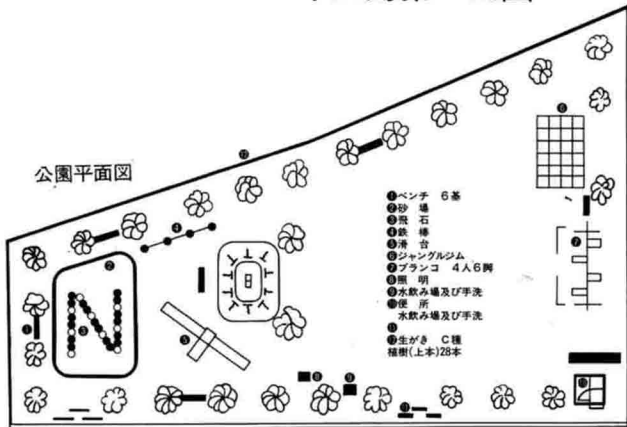 公園平面図
❶ベンチ 6基
❷砂場
❸飛石
❹鉄棒
❺滑台
❻ジャングルジム
❼ブランコ 4人6脚
❽照明
❾水飲み場及び手洗
❿便所
水飲み場及び手洗
⓫
⓬生がき C種
植樹(上木)28本